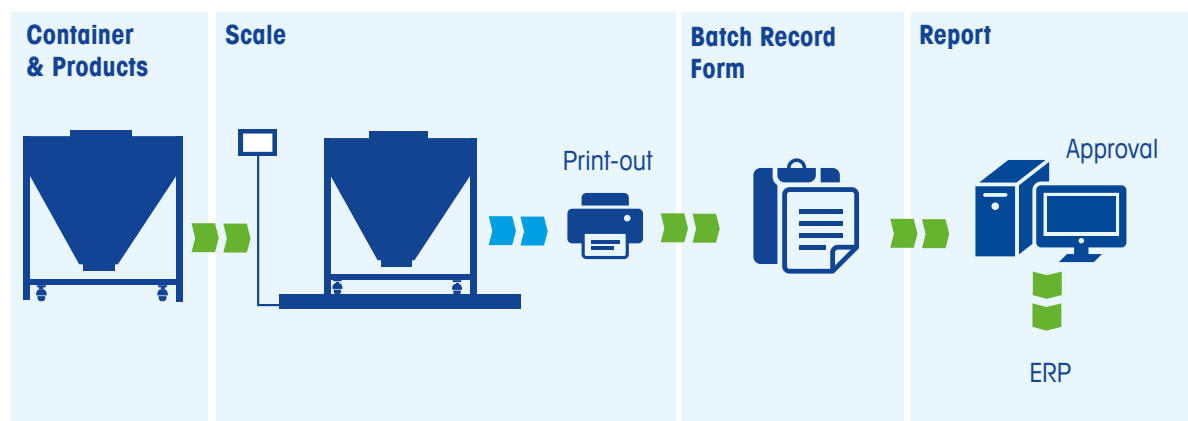 Container
& Products
Scale
Batch Record
Form
Report
Print-out
Approval
ERP